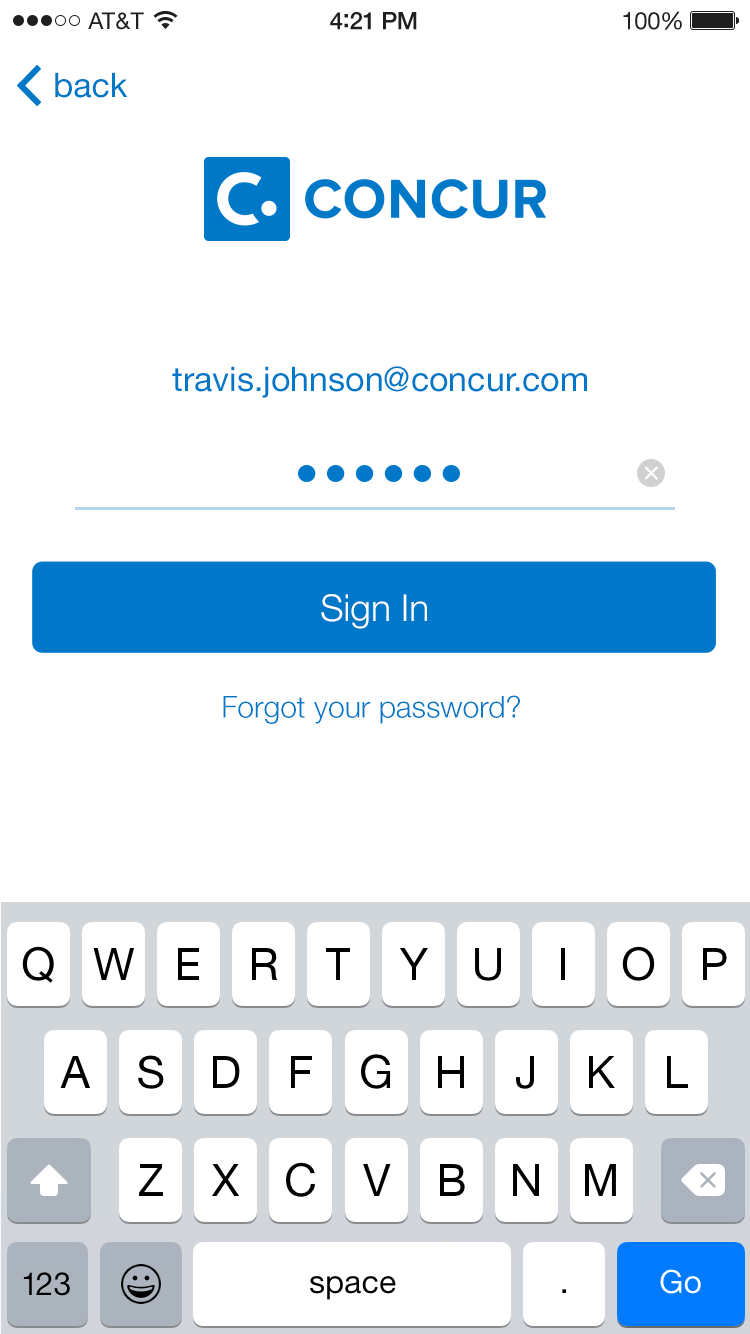 AT&T 4:21 PM 100%
back
C. CONCUR
travis.johnson@concur.com
••••••
Sign In
Forgot your password?
Q W E R T Y U I O P
A S D F G H J K L
Z X C V B N M
123 space . Go